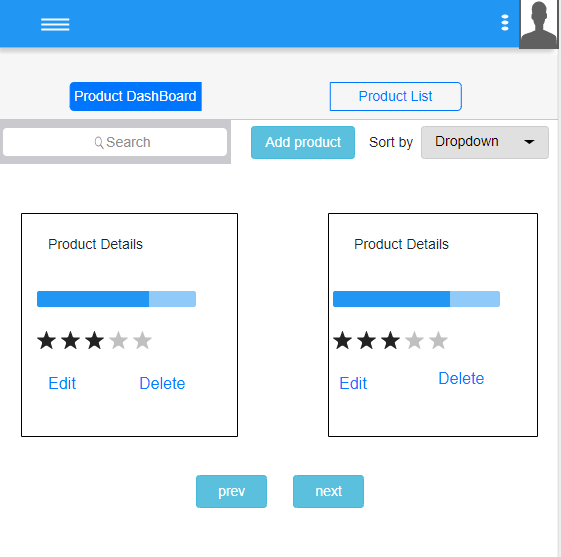 Product DashBoard
Product List
Search
Add product
Sort by
Dropdown
Product Details
Product Details
Edit
Delete
Edit
Delete
prev
next